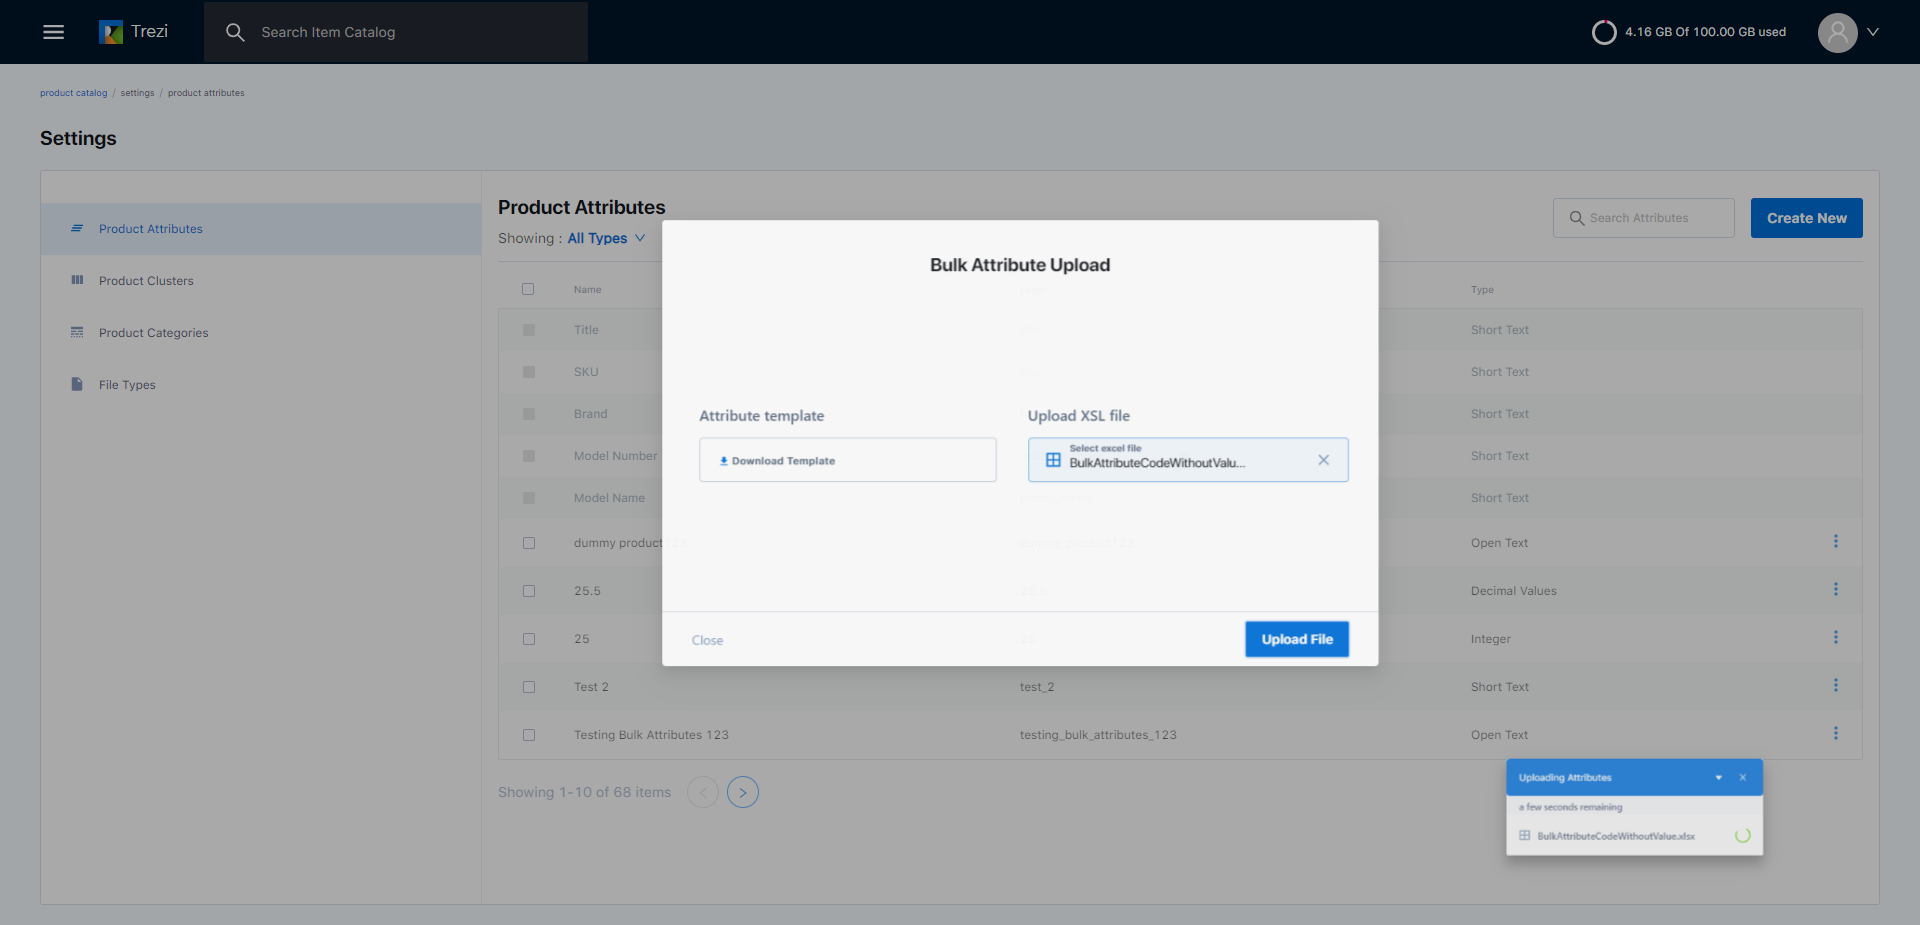 Trezi
Search Item Catalog
4.16 GB Of 100.00 GB used
product catalog / settings / product attributes
Settings
Product Attributes
Product Clusters
Product Categories
File Types
Product Attributes
Showing : All Types
Search Attributes
Create New
Name
Type
Title
Short Text
SKU
Short Text
Brand
Short Text
Model Number
Short Text
Model Name
Short Text
dummy product123
Open Text
25.5
Decimal Values
25
Integer
Test 2
test_2
Short Text
Testing Bulk Attributes 123
testing_bulk_attributes_123
Open Text
Showing 1-10 of 68 items
Bulk Attribute Upload
Attribute template
Download Template
Upload XSL file
Select excel file
BulkAttributeCodeWithoutValu...
Close
Upload File
Uploading Attributes
a few seconds remaining
BulkAttributeCodeWithoutValue.xlsx